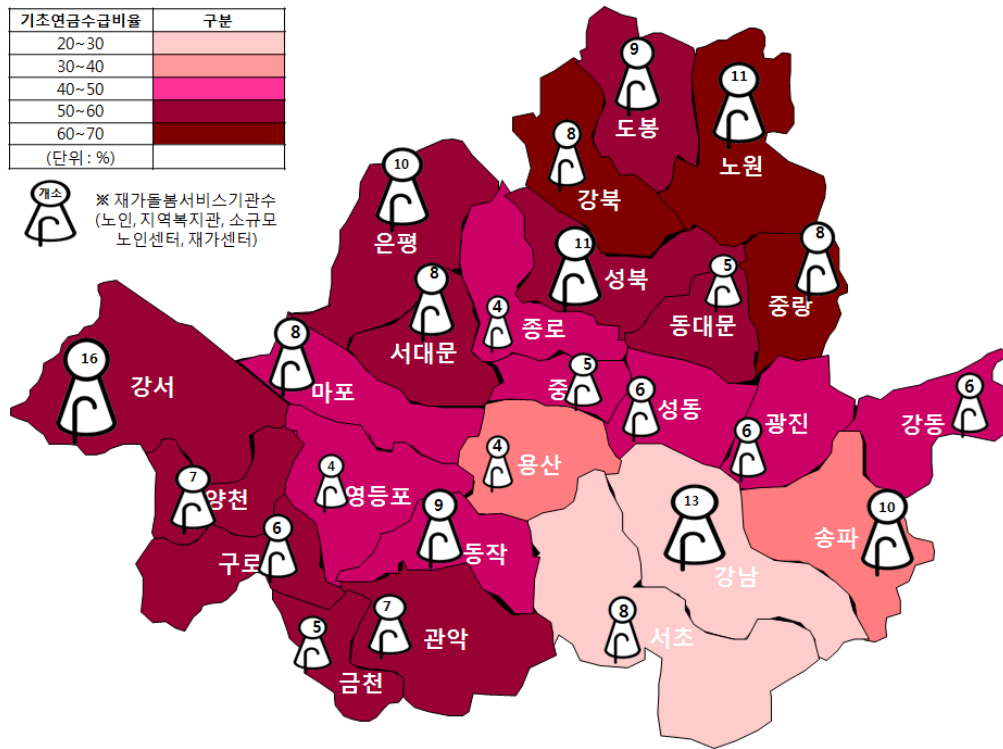 기초연금수급비율 구분
20~30
30~40
40~50
50~60
60~70
(단위 : %)
개소
※ 재가돌봄서비스기관수
(노인, 지역복지관, 소규모
노인센터, 재가센터)
9
도봉
11
노원
8
강북
10
은평
11
성북
8
중랑
5
동대문
8
서대문
4
종로
16
강서
8
마포
5
중
6
성동
6
광진
6
강동
7
양천
4
영등포
4
용산
9
동작
13
강남
10
송파
6
구로
5
금천
7
관악
8
서초